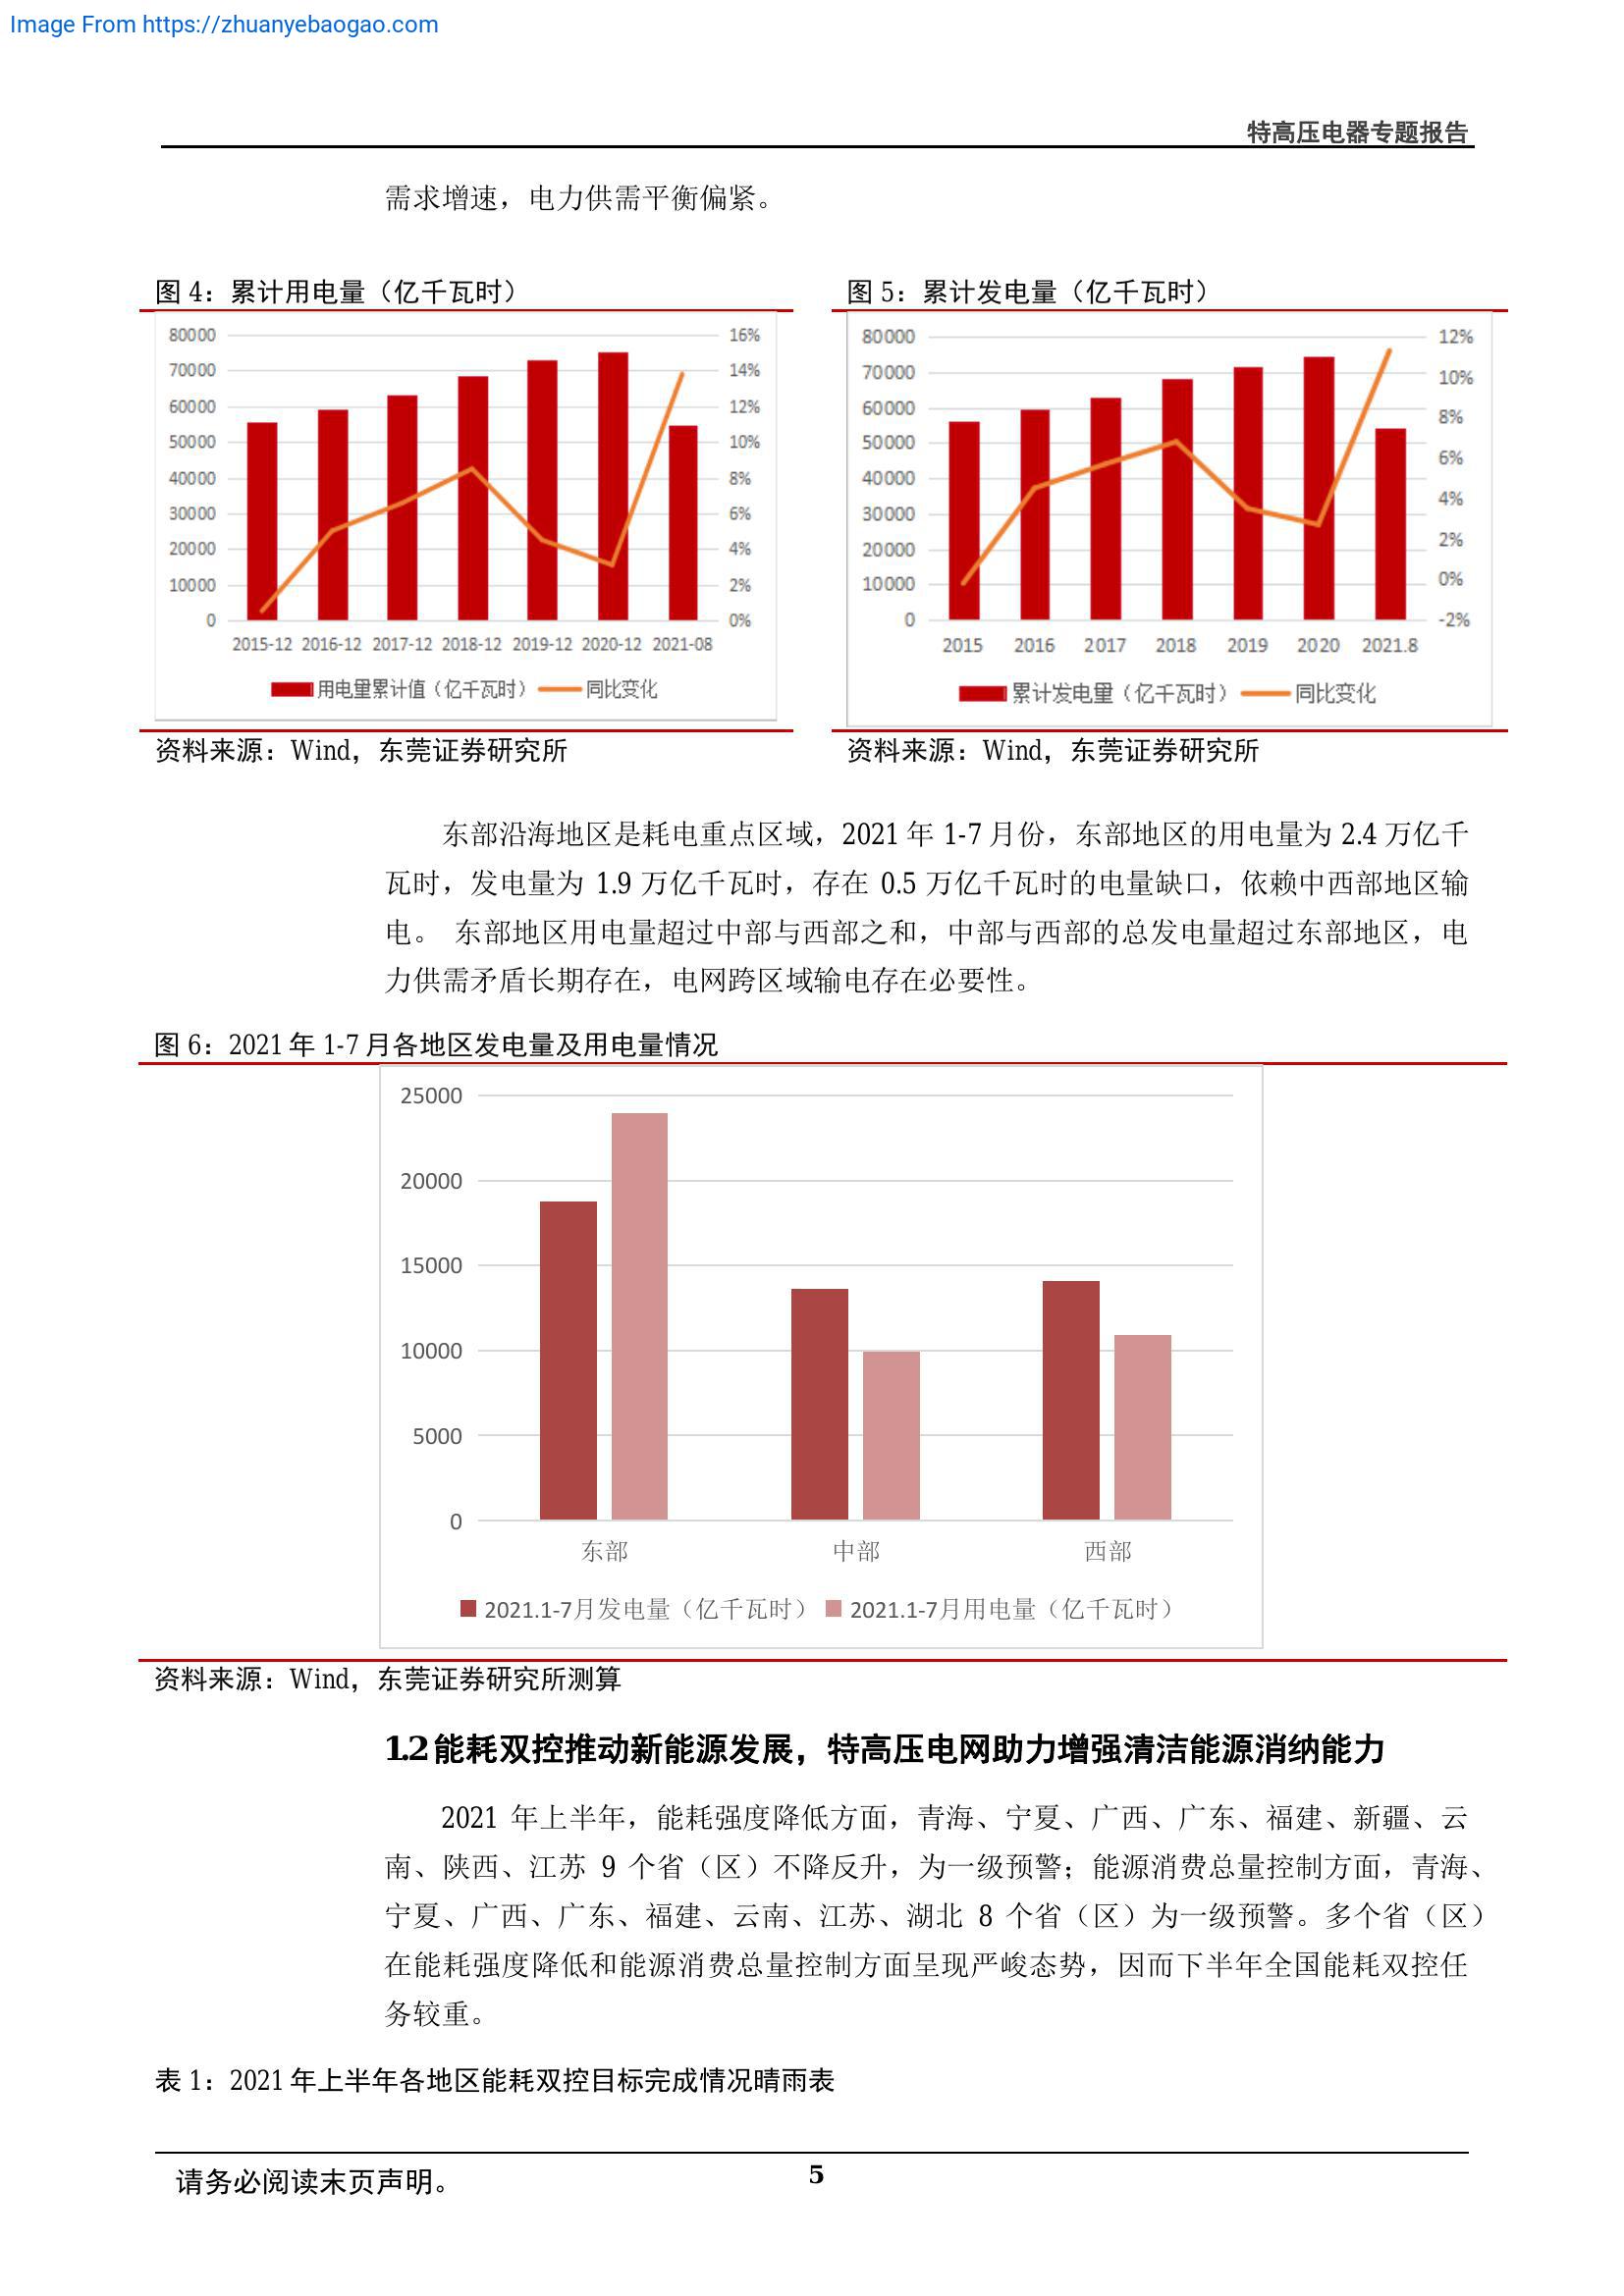 Image From https://zhuanyebaogao.com
特高压电器专题报告
需求增速，电力供需平衡偏紧。
图 4：累计用电量（亿千瓦时）
80000
70000
60000
50000
40000
30000
20000
10000
0
16%
14%
12%
10%
8%
6%
4%
2%
0%
2015-12 2016-12 2017-12 2018-12 2019-12 2020-12 2021-08
用电量累计值（亿千瓦时） 同比变化
资料来源：Wind，东莞证券研究所
图 5：累计发电量（亿千瓦时）
80000
70000
60000
50000
40000
30000
20000
10000
0
12%
10%
8%
6%
4%
2%
0%
-2%
2015 2016 2017 2018 2019 2020 2021.8
累计发电量（亿千瓦时） 同比变化
资料来源：Wind，东莞证券研究所
东部沿海地区是耗电重点区域，2021 年 1-7 月份，东部地区的用电量为 2.4 万亿千
瓦时，发电量为 1.9 万亿千瓦时，存在 0.5 万亿千瓦时的电量缺口，依赖中西部地区输
电。 东部地区用电量超过中部与西部之和，中部与西部的总发电量超过东部地区，电
力供需矛盾长期存在，电网跨区域输电存在必要性。
图 6：2021 年 1-7 月各地区发电量及用电量情况
25000
20000
15000
10000
5000
0
东部 中部 西部
2021.1-7月发电量（亿千瓦时） 2021.1-7月用电量（亿千瓦时）
资料来源：Wind，东莞证券研究所测算
1.2 能耗双控推动新能源发展，特高压电网助力增强清洁能源消纳能力
2021 年上半年，能耗强度降低方面，青海、宁夏、广西、广东、福建、新疆、云
南、陕西、江苏 9 个省（区）不降反升，为一级预警；能源消费总量控制方面，青海、
宁夏、广西、广东、福建、云南、江苏、湖北 8 个省（区）为一级预警。多个省（区）
在能耗强度降低和能源消费总量控制方面呈现严峻态势，因而下半年全国能耗双控任
务较重。
表 1：2021 年上半年各地区能耗双控目标完成情况晴雨表
请务必阅读末页声明。
5